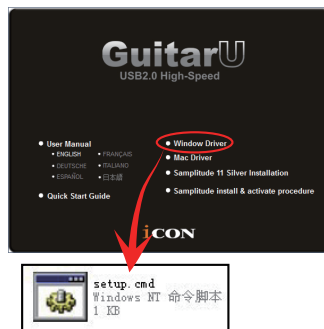 GuitarU
USB2.0 High-Speed
User Manual
ENGLISH
FRANÇAIS
DEUTSCHE
ITALIANO
ESPAÑOL
日本語
Quick Start Guide
Window Driver
Mac Driver
Samplitude 11 Silver Installation
Samplitude install & activate procedure
iCON
setup.cmd
Windows NT 命令脚本
1 KB